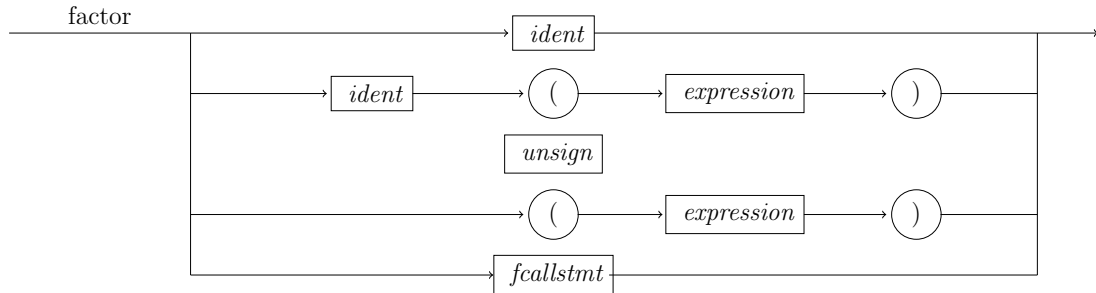 factor
ident
ident ( expression )
unsign
( expression )
fcallstmt